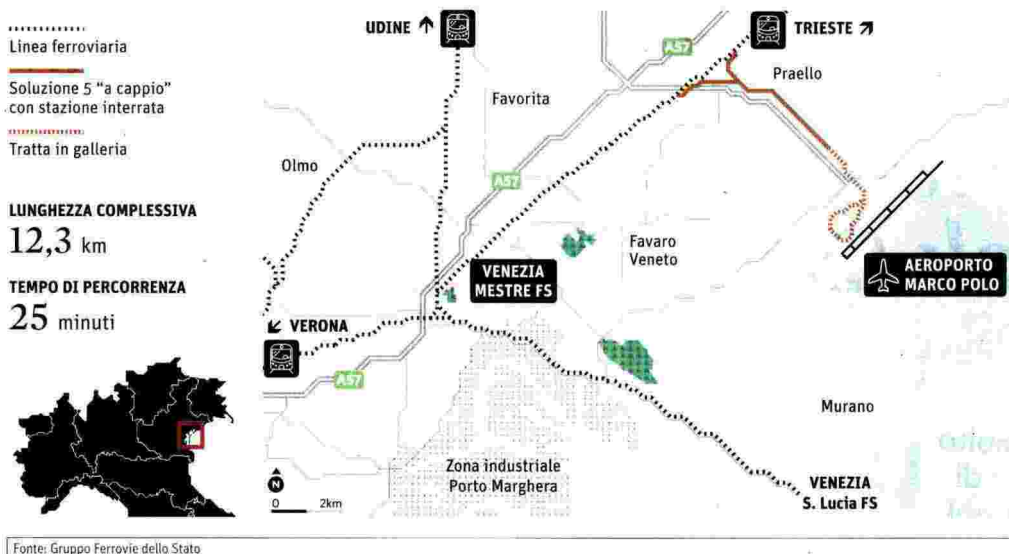 Linea ferroviaria
Soluzione 5 "a cappio"
con stazione interrata
Tratta in galleria
LUNGHEZZA COMPLESSIVA
12,3 km
TEMPO DI PERCORRENZA
25 minuti
UDINE
TRIESTE
A57
Praello
Favorita
Olmo
A57
Favaro
Veneto
VENEZIA
MESTRE FS
AEROPORTO
MARCO POLO
VERONA
A57
Murano
Zona industriale
Porto Marghera
VENEZIA
S. Lucia FS
N
0 2km
Fonte: Gruppo Ferrovie dello Stato